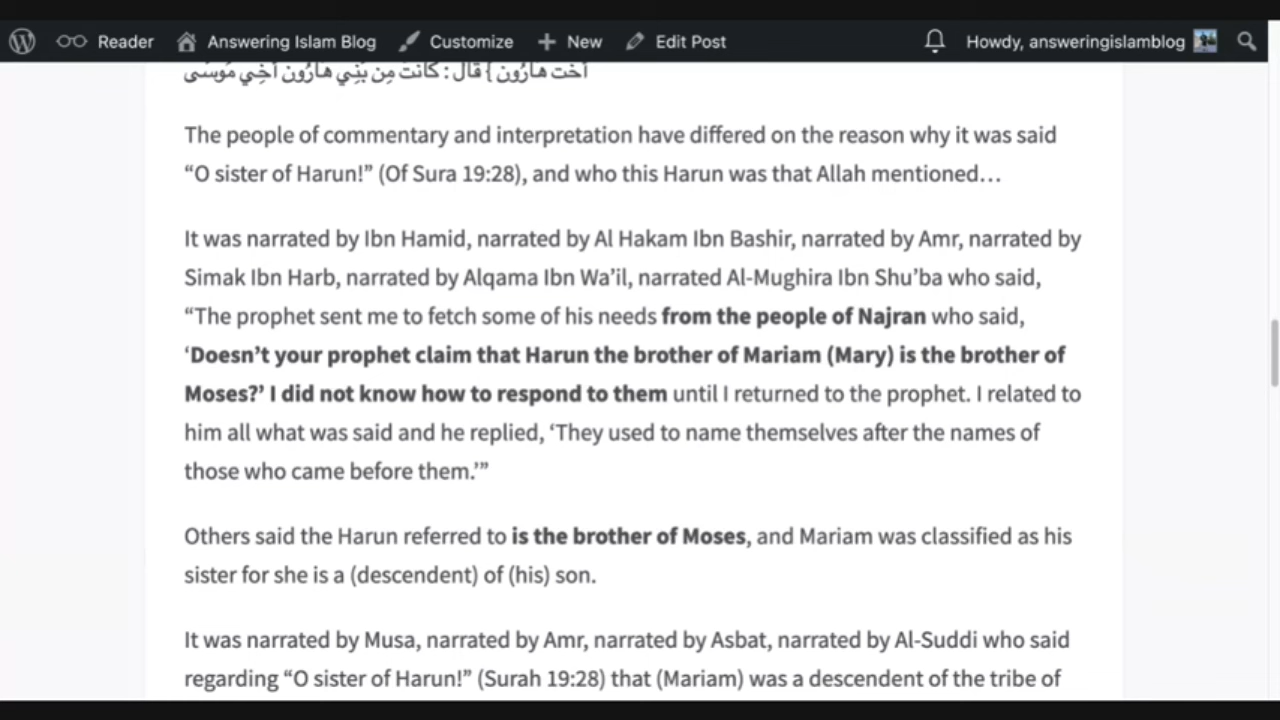 Reader Answering Islam Blog Customize New Edit Post Howdy, answeringislamblog
أخت هارُون } قال : كانَت مِن بَنِي هارُون أخِي مُوسَى
The people of commentary and interpretation have differed on the reason why it was said
“O sister of Harun!” (Of Sura 19:28), and who this Harun was that Allah mentioned…
It was narrated by Ibn Hamid, narrated by Al Hakam Ibn Bashir, narrated by Amr, narrated by
Simak Ibn Harb, narrated by Alqama Ibn Wa’il, narrated Al-Mughira Ibn Shu’ba who said,
“The prophet sent me to fetch some of his needs from the people of Najran who said,
‘Doesn’t your prophet claim that Harun the brother of Mariam (Mary) is the brother of
Moses?’ I did not know how to respond to them until I returned to the prophet. I related to
him all what was said and he replied, ‘They used to name themselves after the names of
those who came before them.’”
Others said the Harun referred to is the brother of Moses, and Mariam was classified as his
sister for she is a (descendent) of (his) son.
It was narrated by Musa, narrated by Amr, narrated by Asbat, narrated by Al-Suddi who said
regarding “O sister of Harun!” (Surah 19:28) that (Mariam) was a descendent of the tribe of